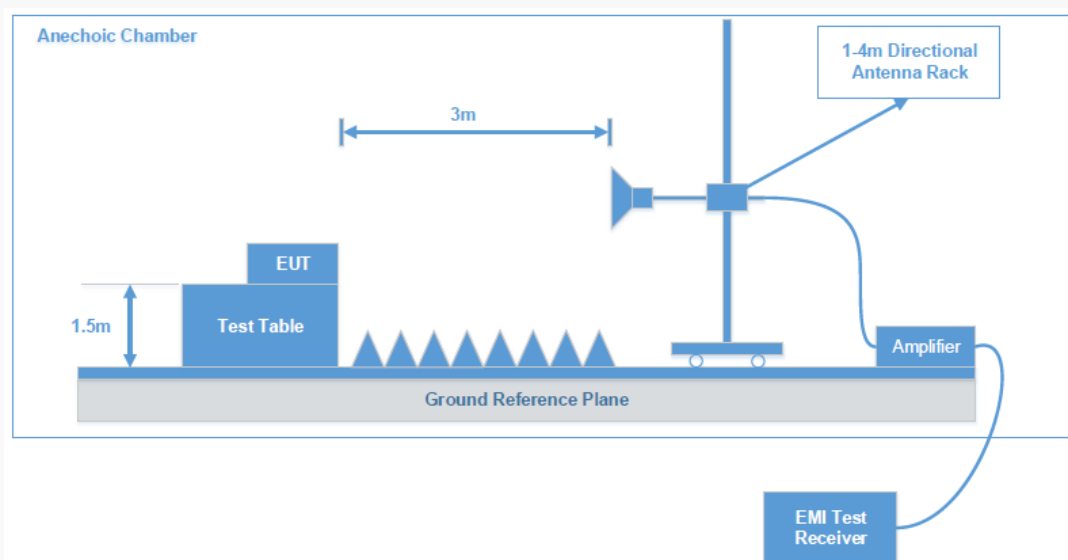 Anechoic Chamber
1-4m Directional
Antenna Rack
3m
EUT
1.5m
Test Table
Amplifier
Ground Reference Plane
EMI Test
Receiver